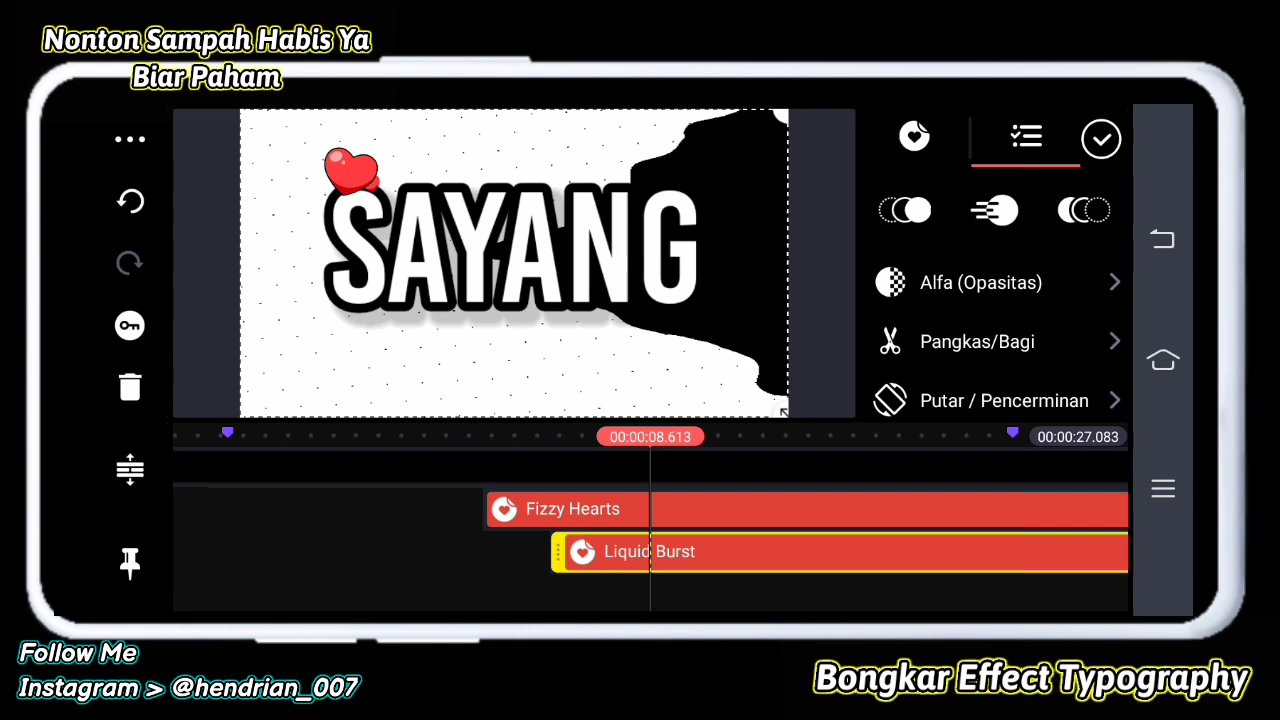 Nonton Sampah Habis Ya
Biar Paham
SAYANG
Alfa (Opasitas)
Pangkas/Bagi
Putar / Pencerminan
00:00:08.613
00:00:27.083
Fizzy Hearts
Liquid Burst
Follow Me
Instagram > @hendrian_007
Bongkar Effect Typography